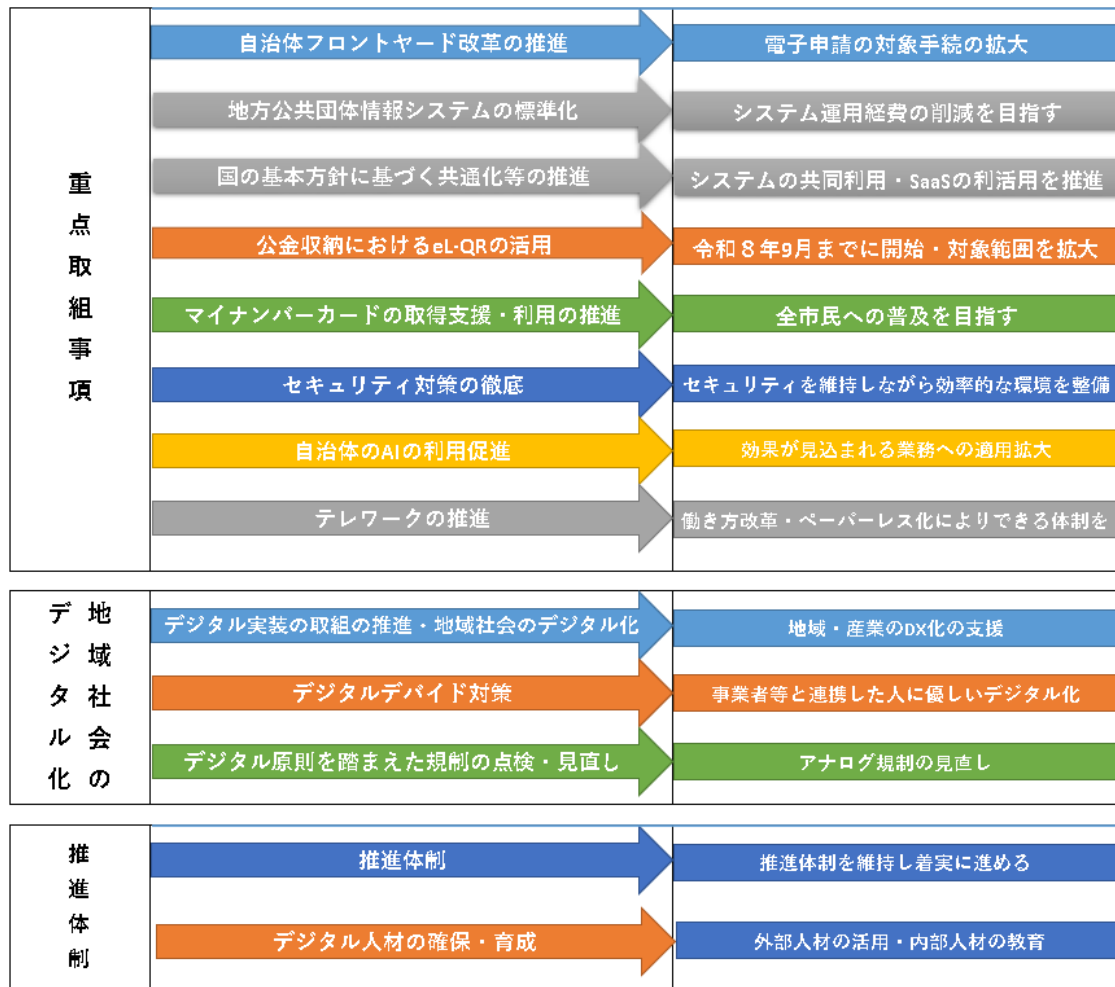 重点取組事項
自治体フロントヤード改革の推進
電子申請の対象手続の拡大
地方公共団体情報システムの標準化
システム運用経費の削減を目指す
国の基本方針に基づく共通化等の推進
システムの共同利用・SaaSの利活用を推進
公金収納におけるeL-QRの活用
令和８年9月までに開始・対象範囲を拡大
マイナンバーカードの取得支援・利用の推進
全市民への普及を目指す
セキュリティ対策の徹底
セキュリティを維持しながら効率的な環境を整備
自治体のAIの利用促進
効果が見込まれる業務への適用拡大
テレワークの推進
働き方改革・ペーパーレス化によりできる体制を
地域社会の
デジタル化
デジタル実装の取組の推進・地域社会のデジタル化
地域・産業のDX化の支援
デジタルデバイド対策
事業者等と連携した人に優しいデジタル化
デジタル原則を踏まえた規制の点検・見直し
アナログ規制の見直し
推進体制
推進体制
推進体制を維持し着実に進める
デジタル人材の確保・育成
外部人材の活用・内部人材の教育